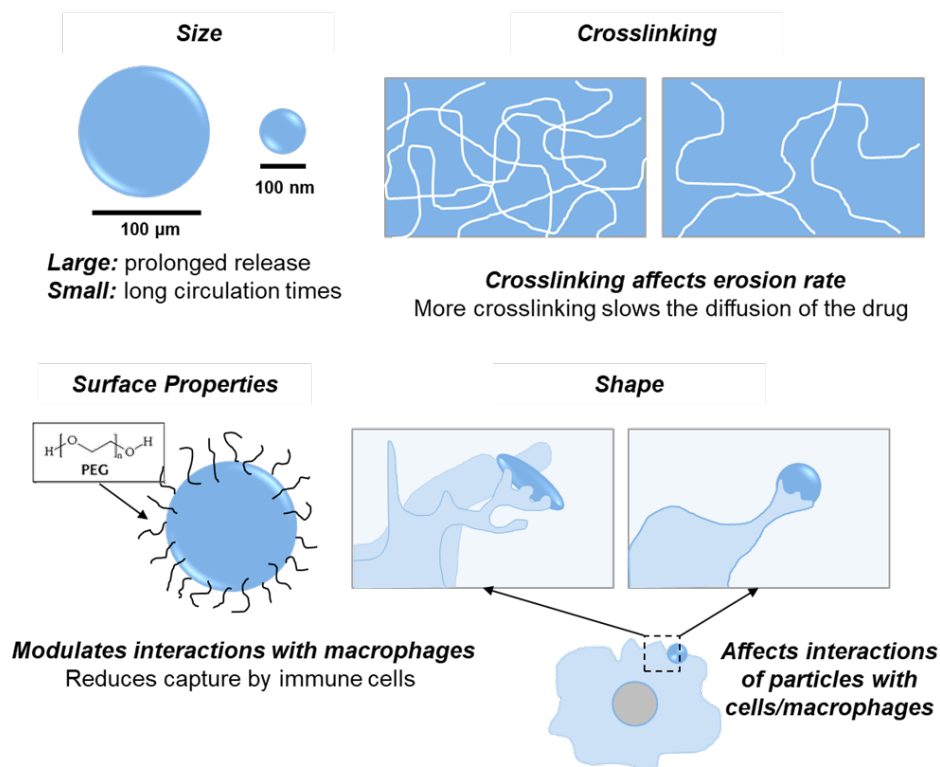 Size
100 µm
100 nm
Large: prolonged release
Small: long circulation times
Crosslinking
Crosslinking affects erosion rate
More crosslinking slows the diffusion of the drug
Surface Properties
H O n OH H
PEG
Modulates interactions with macrophages
Reduces capture by immune cells
Shape
Affects interactions
of particles with
cells/macrophages